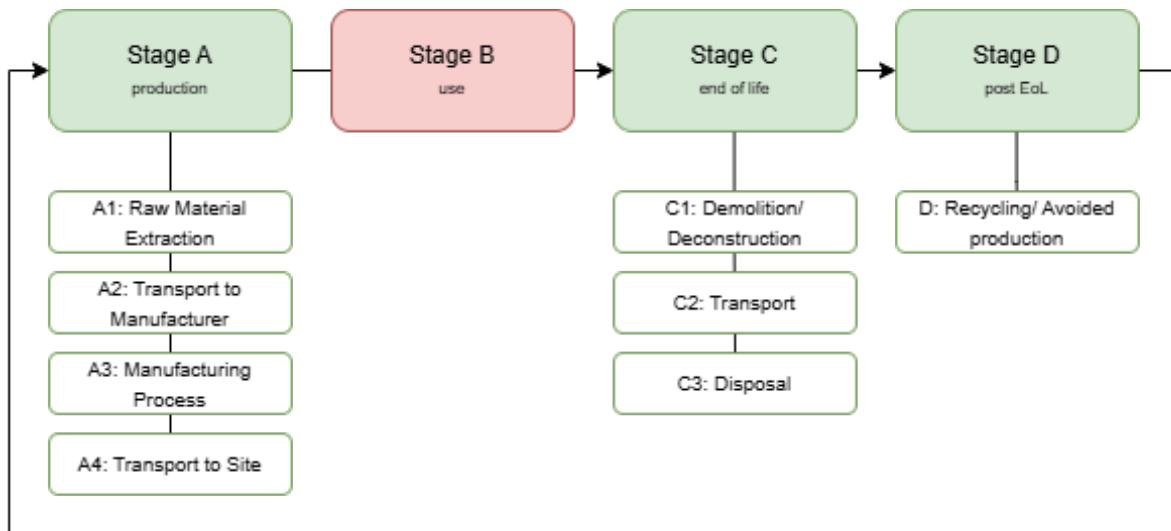 Stage A
production
Stage B
use
Stage C
end of life
Stage D
post EoL
A1: Raw Material
Extraction
A2: Transport to
Manufacturer
A3: Manufacturing
Process
A4: Transport to Site
C1: Demolition/
Deconstruction
C2: Transport
C3: Disposal
D: Recycling/ Avoided
production